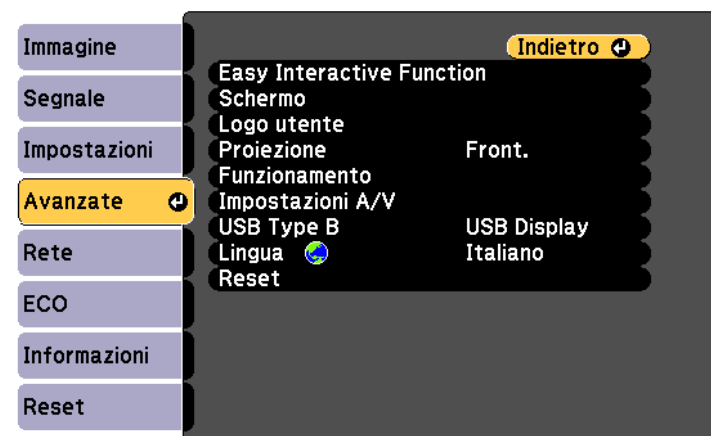 Immagine
Segnale
Impostazioni
Avanzate
Rete
ECO
Informazioni
Reset
Indietro
Easy Interactive Function
Schermo
Logo utente
Proiezione Front.
Funzionamento
Impostazioni A/V
USB Type B USB Display
Lingua Italiano
Reset